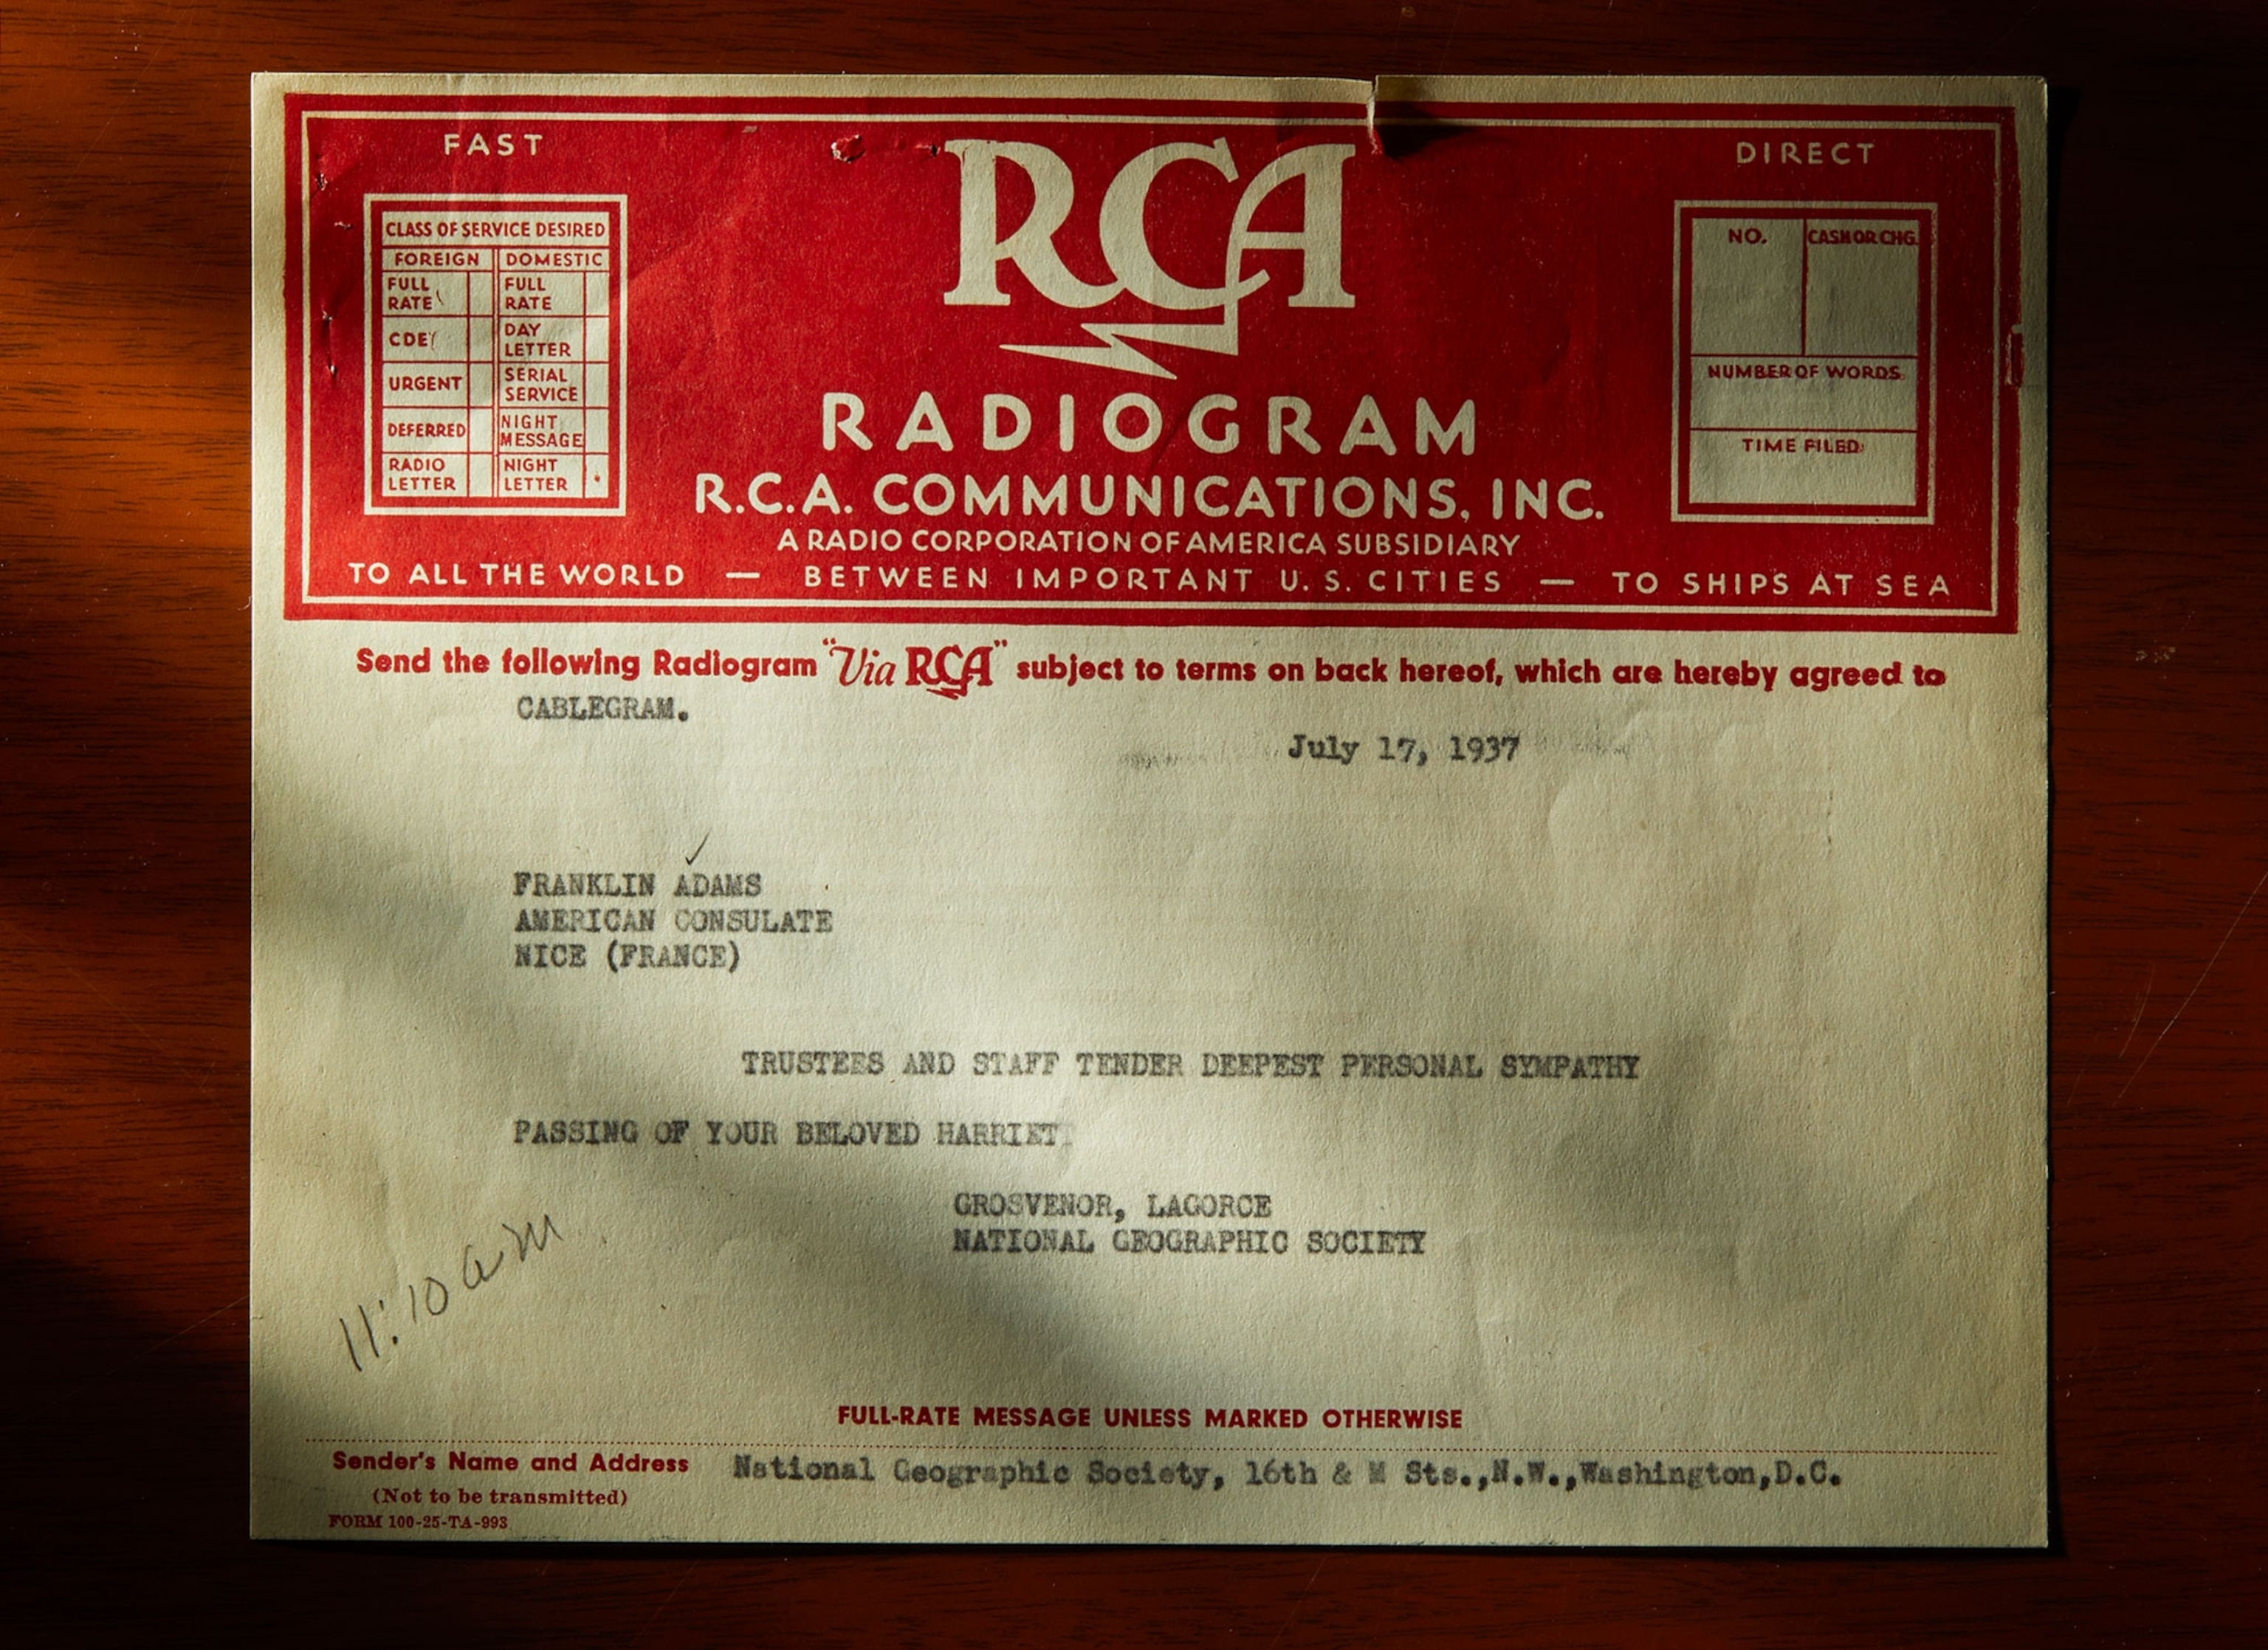 FAST
RCA
DIRECT
CLASS OF SERVICE DESIRED
FOREIGN DOMESTIC
FULL RATE FULL RATE
CDE DAY LETTER
URGENT SERIAL SERVICE
DEFERRED NIGHT MESSAGE
RADIO LETTER NIGHT LETTER
NO. CASH OR CHG.
NUMBER OF WORDS
TIME FILED
RADIOGRAM
R.C.A. COMMUNICATIONS, INC.
A RADIO CORPORATION OF AMERICA SUBSIDIARY
TO ALL THE WORLD — BETWEEN IMPORTANT U. S. CITIES — TO SHIPS AT SEA
Send the following Radiogram "Via RCA" subject to terms on back hereof, which are hereby agreed to
CABLEGRAM.
July 17, 1937
FRANKLIN ADAMS
AMERICAN CONSULATE
NICE (FRANCE)
TRUSTEES AND STAFF TENDER DEEPEST PERSONAL SYMPATHY
PASSING OF YOUR BELOVED HARRIET
GROSVENOR, LAGORCE
NATIONAL GEOGRAPHIC SOCIETY
11:10 am
FULL-RATE MESSAGE UNLESS MARKED OTHERWISE
Sender's Name and Address National Geographic Society, 16th & M Sts.,N.W.,Washington,D.C.
(Not to be transmitted)
FORM 100-25-TA-993